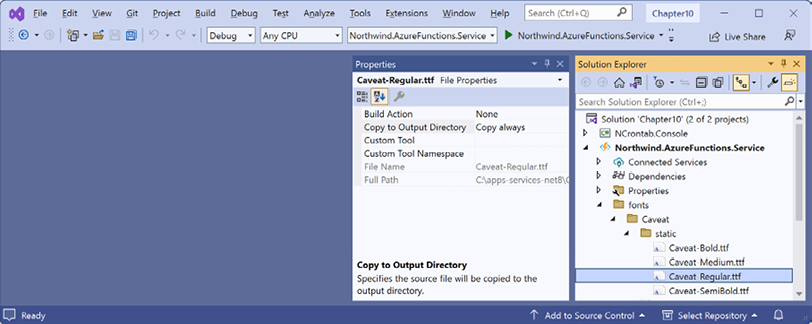 File Edit View Git Project Build Debug Test Analyze Tools Extensions Window Help Search (Ctrl+Q) Chapter10
Debug Any CPU Northwind.AzureFunctions.Service Northwind.AzureFunctions.Service Live Share
Properties
Caveat-Regular.ttf File Properties
Build Action None
Copy to Output Directory Copy always
Custom Tool
Custom Tool Namespace
File Name Caveat-Regular.ttf
Full Path C:\apps-services-net8\
Copy to Output Directory
Specifies the source file will be copied to the
output directory.
Solution Explorer
Search Solution Explorer (Ctrl+;)
Solution 'Chapter10' (2 of 2 projects)
NCrontab.Console
Northwind.AzureFunctions.Service
Connected Services
Dependencies
Properties
fonts
Caveat
static
Caveat-Bold.ttf
Caveat-Medium.ttf
Caveat-Regular.ttf
Caveat-SemiBold.ttf
Ready Add to Source Control Select Repository